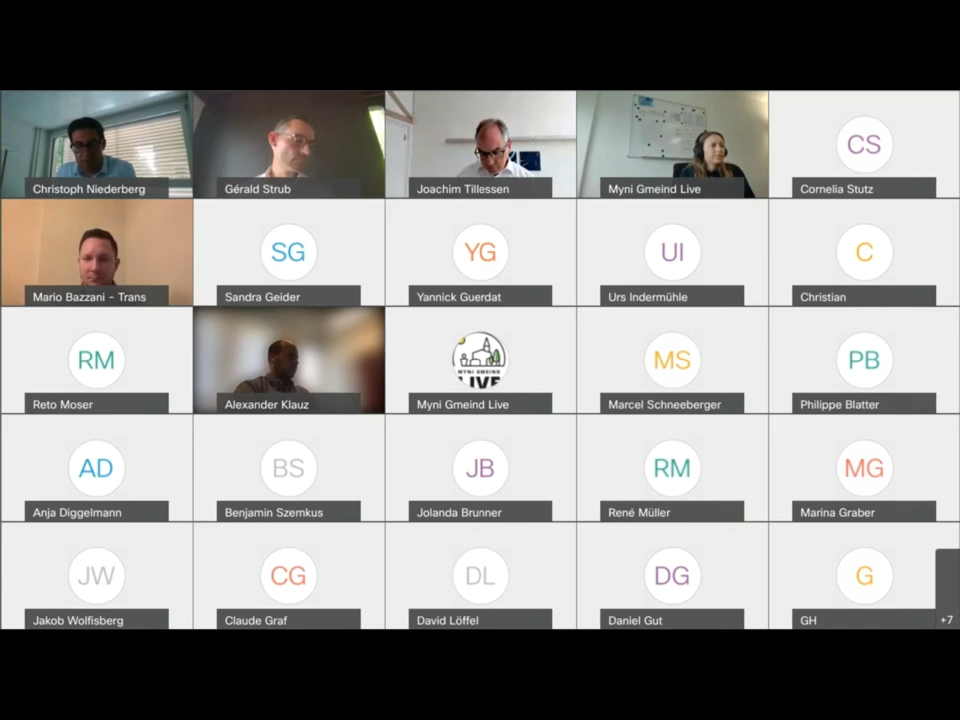 Christoph Niederberg
Gérald Strub
Joachim Tillessen
Myni Gmeind Live
CS
Cornelia Stutz
Mario Bazzani - Trans
SG
Sandra Geider
YG
Yannick Guerdat
UI
Urs Indermühle
C
Christian
RM
Reto Moser
Alexander Klauz
MYNI GMEIND
LIVE
Myni Gmeind Live
MS
Marcel Schneeberger
PB
Philippe Blatter
AD
Anja Diggelmann
BS
Benjamin Szemkus
JB
Jolanda Brunner
RM
René Müller
MG
Marina Graber
JW
Jakob Wolfisberg
CG
Claude Graf
DL
David Löffel
DG
Daniel Gut
G
GH
+7